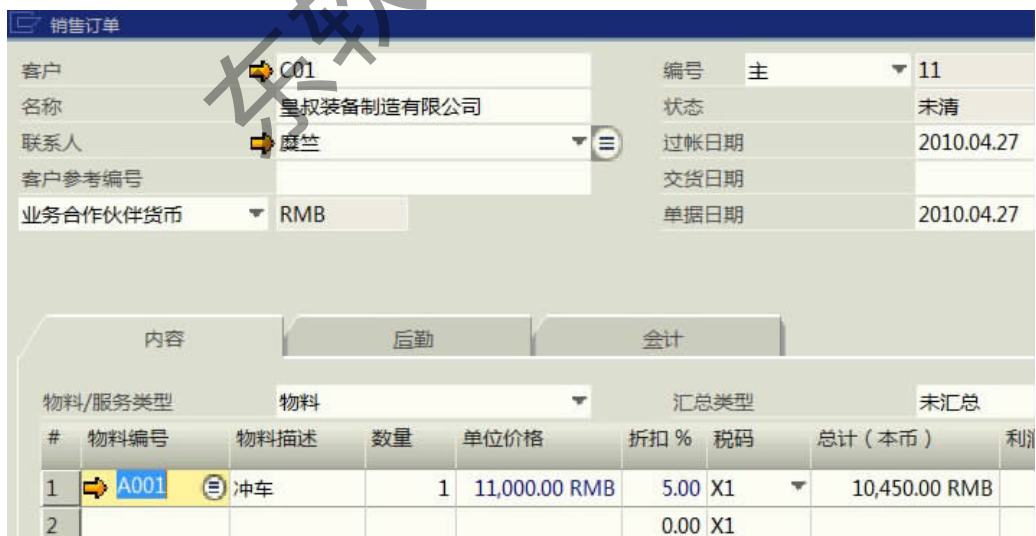 销售订单
客户 C01 编号 主 11
名称 皇叔装备制造有限公司 状态 未清
联系人 糜竺 过帐日期 2010.04.27
客户参考编号 交货日期
业务合作伙伴货币 RMB 单据日期 2010.04.27
内容 后勤 会计
物料/服务类型 物料 汇总类型 未汇总
# 物料编号 物料描述 数量 单位价格 折扣 % 税码 总计(本币) 利润
1 A001 冲车 1 11,000.00 RMB 5.00 X1 10,450.00 RMB
2 0.00 X1
东软